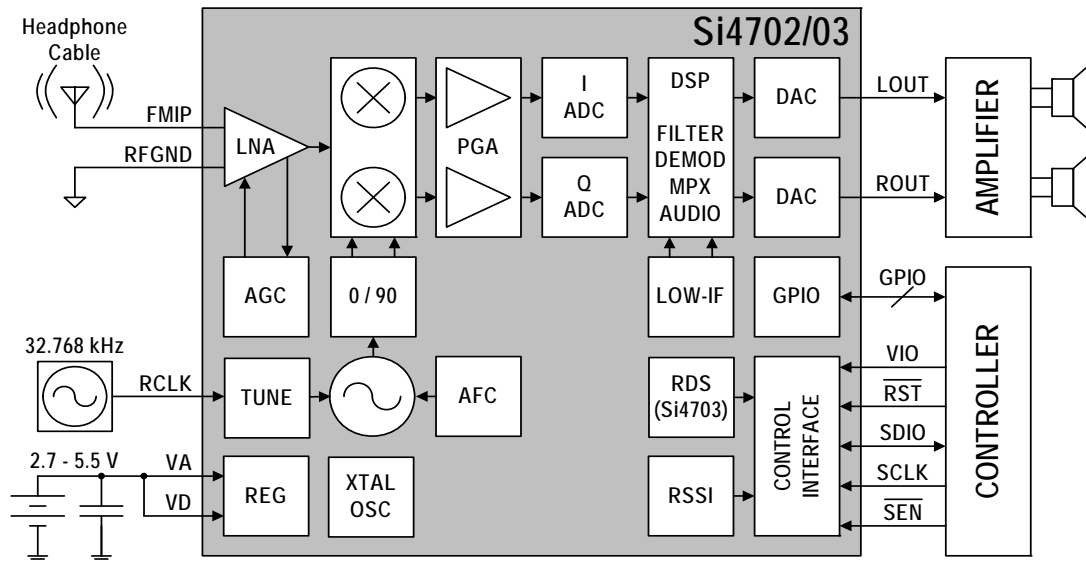 Headphone
Cable
Si4702/03
FMIP
RFGND
LNA
PGA
I
ADC
Q
ADC
DSP
FILTER
DEMOD
MPX
AUDIO
DAC
DAC
LOUT
ROUT
AMPLIFIER
AGC
0 / 90
LOW-IF
GPIO
GPIO
32.768 kHz
RCLK
TUNE
AFC
RDS
(Si4703)
CONTROL
INTERFACE
VIO
RST
SDIO
SCLK
SEN
CONTROLLER
2.7 - 5.5 V
VA
VD
REG
XTAL
OSC
RSSI